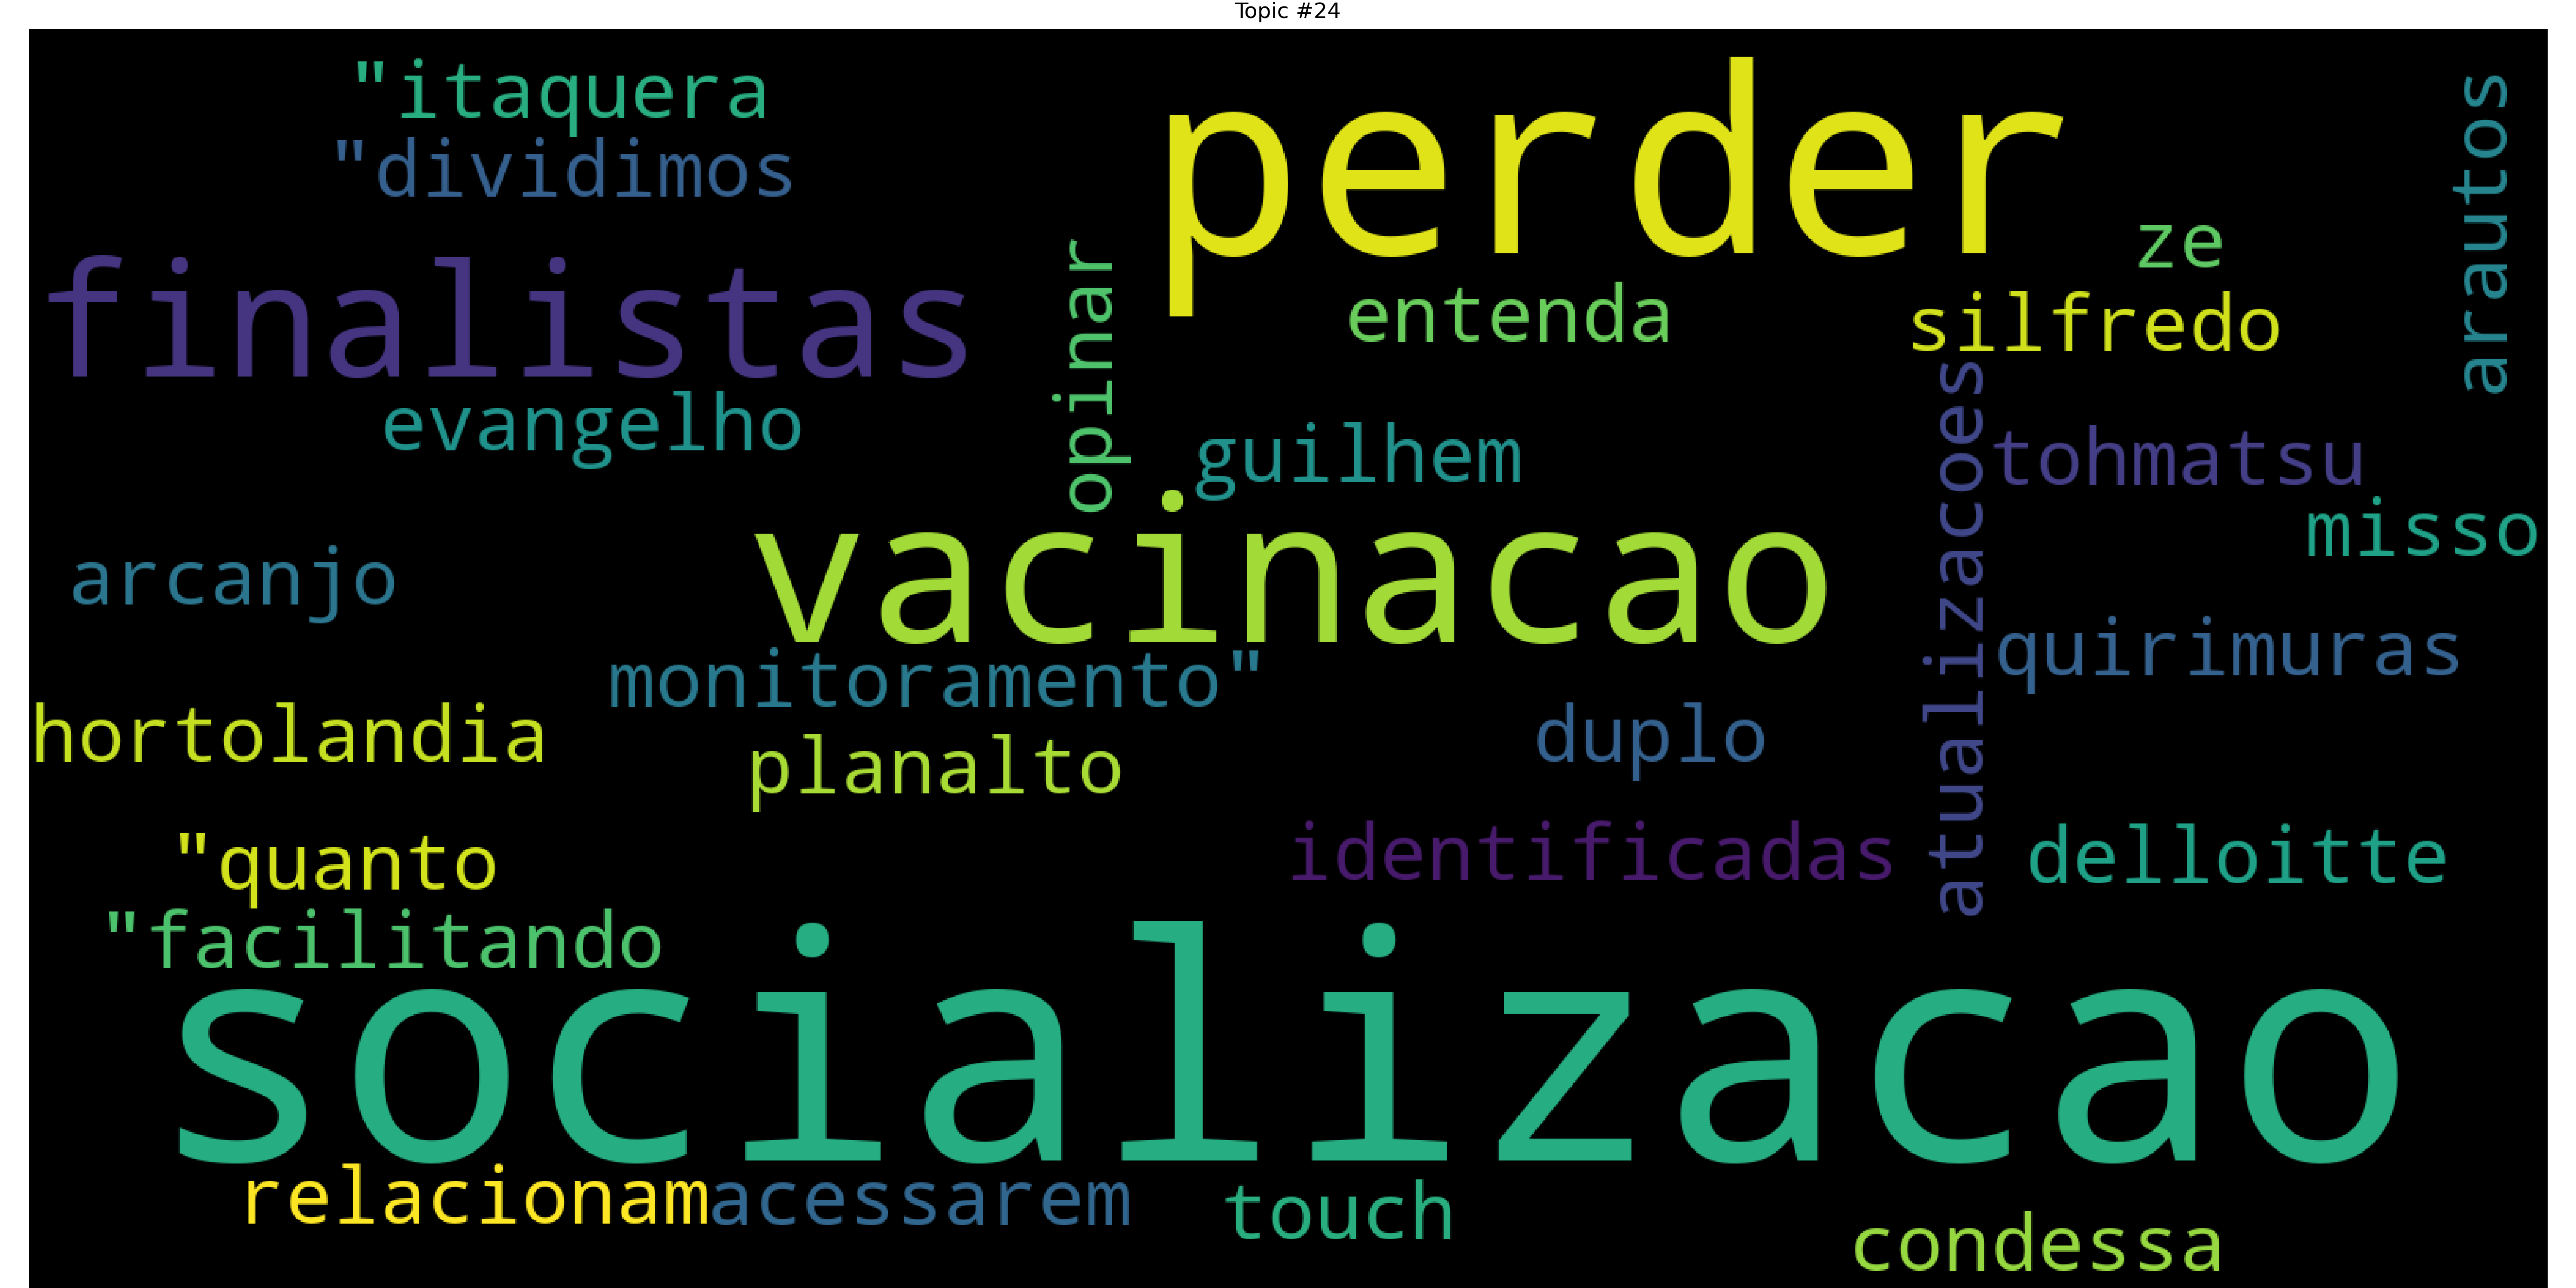 Topic #24
"itaquera
"dividimos
perder
arautos
ze
finalistas
opinar
entenda
silfredo
evangelho
guilhem
atualizacoes
tohmatsu
misso
vacinacao
arcanjo
quirimuras
monitoramento"
hortolandia
planalto
duplo
"quanto
identificadas
delloitte
"facilitando
socializacao
relacionam
acessarem
touch
condessa